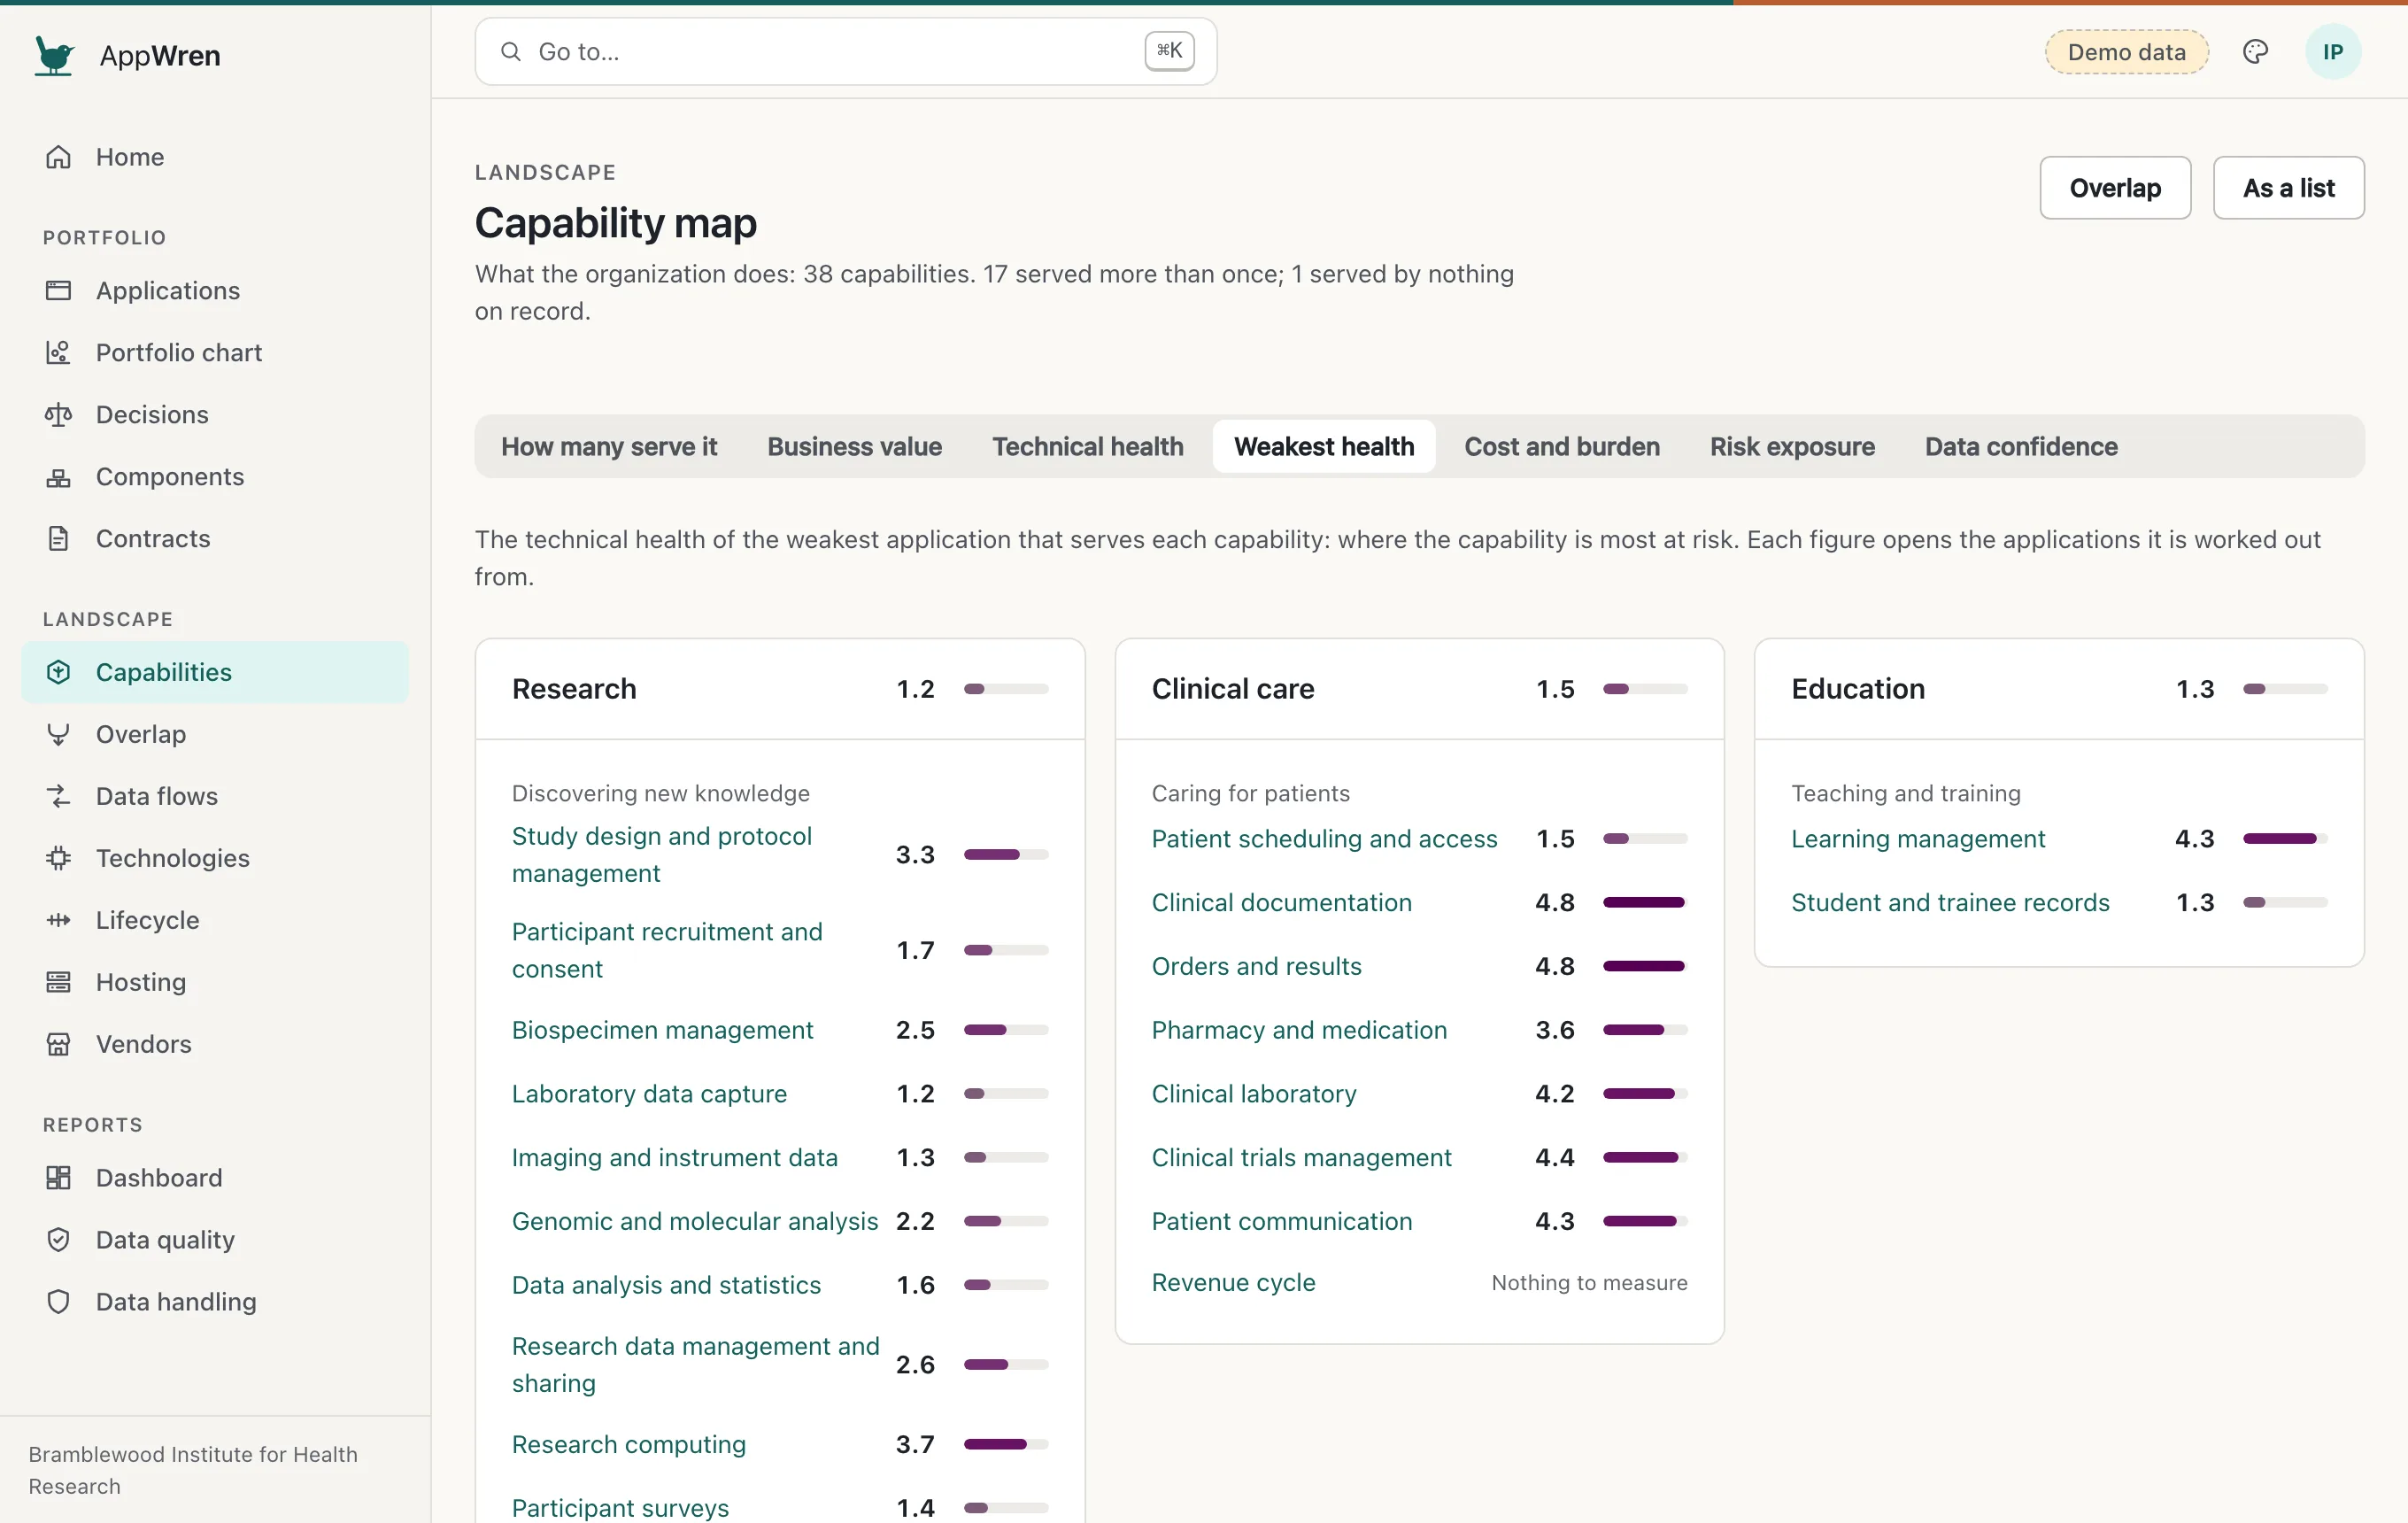 AppWren
Go to...
⌘K
Demo data
IP
Home
PORTFOLIO
Applications
Portfolio chart
Decisions
Components
Contracts
LANDSCAPE
Capabilities
Overlap
Data flows
Technologies
Lifecycle
Hosting
Vendors
REPORTS
Dashboard
Data quality
Data handling
Bramblewood Institute for Health
Research
LANDSCAPE
Capability map
What the organization does: 38 capabilities. 17 served more than once; 1 served by nothing
on record.
Overlap
As a list
How many serve it
Business value
Technical health
Weakest health
Cost and burden
Risk exposure
Data confidence
The technical health of the weakest application that serves each capability: where the capability is most at risk. Each figure opens the applications it is worked out
from.
Research 1.2
Discovering new knowledge
Study design and protocol
management 3.3
Participant recruitment and
consent 1.7
Biospecimen management 2.5
Laboratory data capture 1.2
Imaging and instrument data 1.3
Genomic and molecular analysis 2.2
Data analysis and statistics 1.6
Research data management and
sharing 2.6
Research computing 3.7
Participant surveys 1.4
Clinical care 1.5
Caring for patients
Patient scheduling and access 1.5
Clinical documentation 4.8
Orders and results 4.8
Pharmacy and medication 3.6
Clinical laboratory 4.2
Clinical trials management 4.4
Patient communication 4.3
Revenue cycle Nothing to measure
Education 1.3
Teaching and training
Learning management 4.3
Student and trainee records 1.3